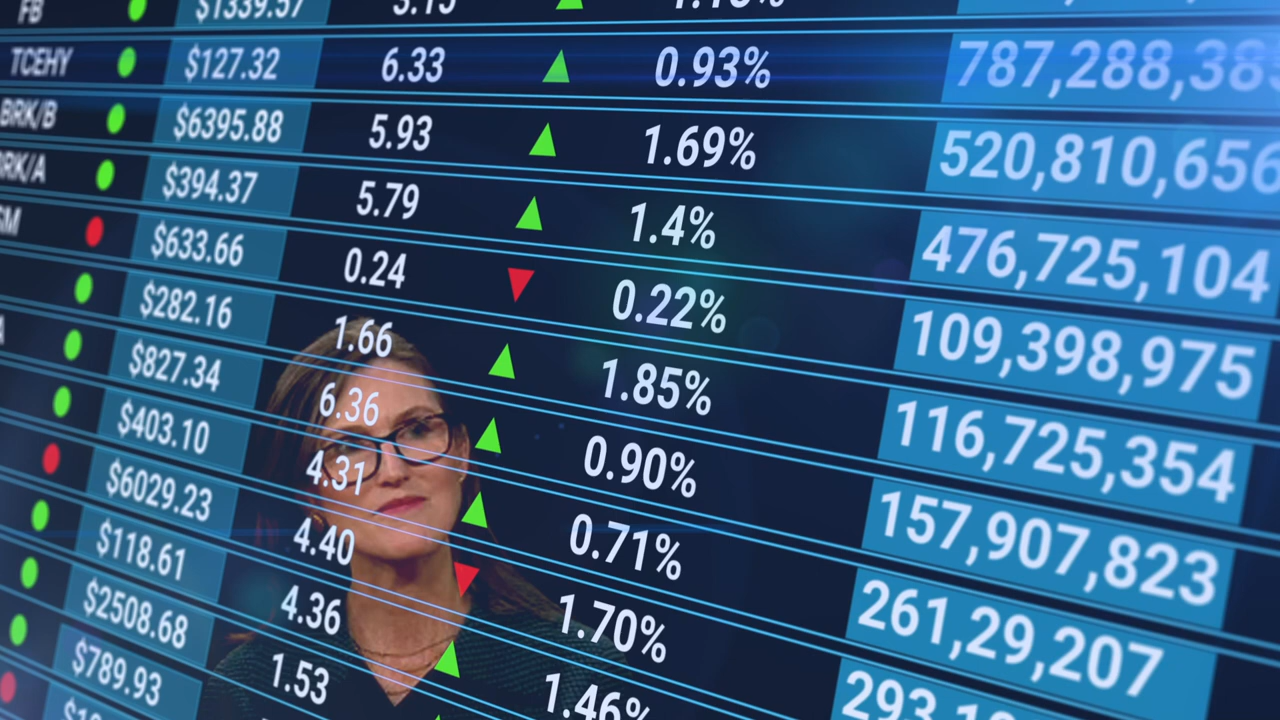 FB $1339.57 3.15
TCEHY $127.32 6.33 0.93% 787,288,383
BRK/B $6395.88 5.93 1.69% 520,810,656
RK/A $394.37 5.79 1.4% 476,725,104
$633.66 0.24 0.22% 109,398,975
$282.16 1.66 1.85% 116,725,354
A $827.34 6.36 0.90% 157,907,823
$403.10 4.31 0.71% 261,29,207
$6029.23 4.40 1.70%
$118.61 4.36 1.46%
$2508.68 1.53
$789.93